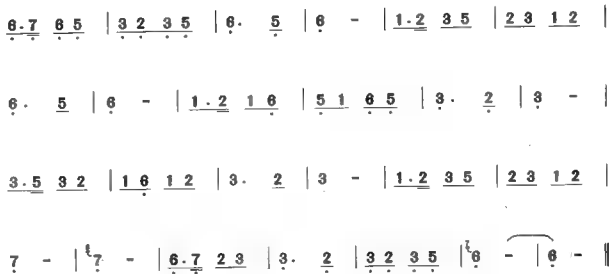 6·7 65 | 32 35 | 6· 5 | 6 - | 1·2 35 | 23 12 |
6· 5 | 6 - | 1·2 16 | 51 65 | 3· 2 | 3 - |
3·5 32 | 16 12 | 3· 2 | 3 - | 1·2 35 | 23 12 |
7 - | 7 - | 6·7 23 | 3· 2 | 32 35 | 6 - | 6 - ‖